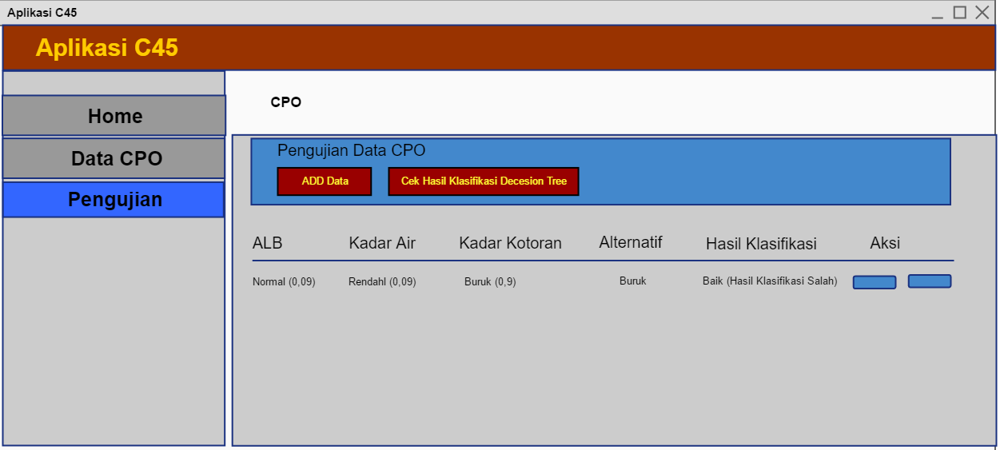 Aplikasi C45
Aplikasi C45
Home
Data CPO
Pengujian
CPO
Pengujian Data CPO
ADD Data Cek Hasil Klasifikasi Decesion Tree
ALB Kadar Air Kadar Kotoran Alternatif Hasil Klasifikasi Aksi
Normal (0,09) Rendahl (0,09) Buruk (0,9) Buruk Baik (Hasil Klasifikasi Salah)